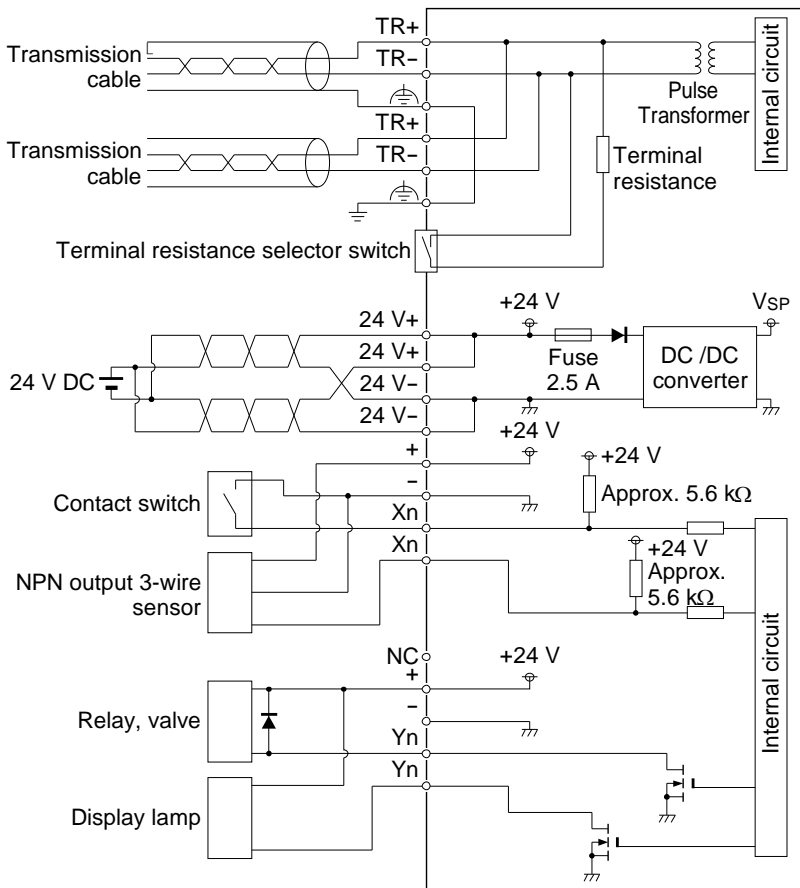 TR+
TR−
Transmission
cable
Pulse
Transformer
Internal circuit
TR+
TR−
Transmission
cable
Terminal
resistance
Terminal resistance selector switch
24 V+
24 V+
24 V−
24 V−
24 V DC
+24 V
Fuse
2.5 A
DC /DC
converter
VSP
+
−
Xn
Xn
+24 V
Contact switch
+24 V
Approx. 5.6 kΩ
NPN output 3-wire
sensor
+24 V
Approx.
5.6 kΩ
Internal circuit
NC
+
−
Yn
Yn
+24 V
Relay, valve
Display lamp